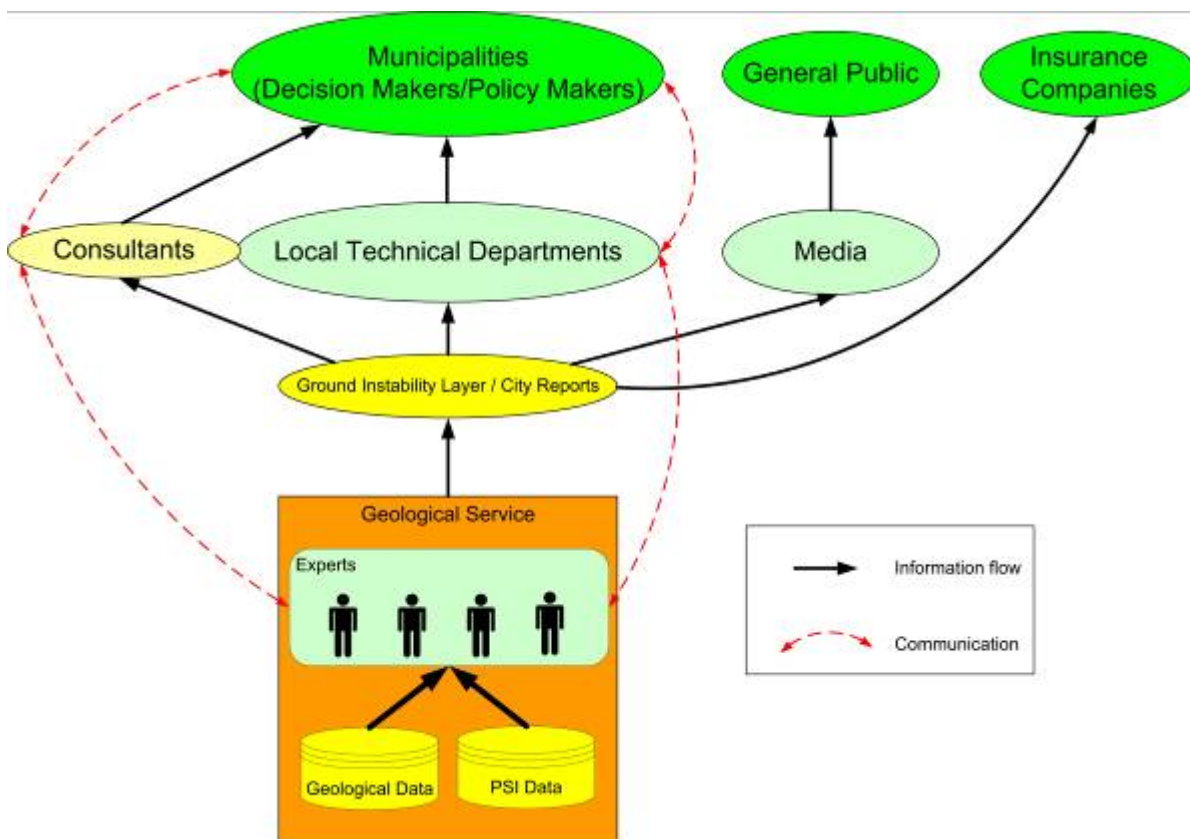 Municipalities
(Decision Makers/Policy Makers)
General Public
Insurance
Companies
Consultants
Local Technical Departments
Media
Ground Instability Layer / City Reports
Geological Service
Experts
Information flow
Communication
Geological Data
PSI Data